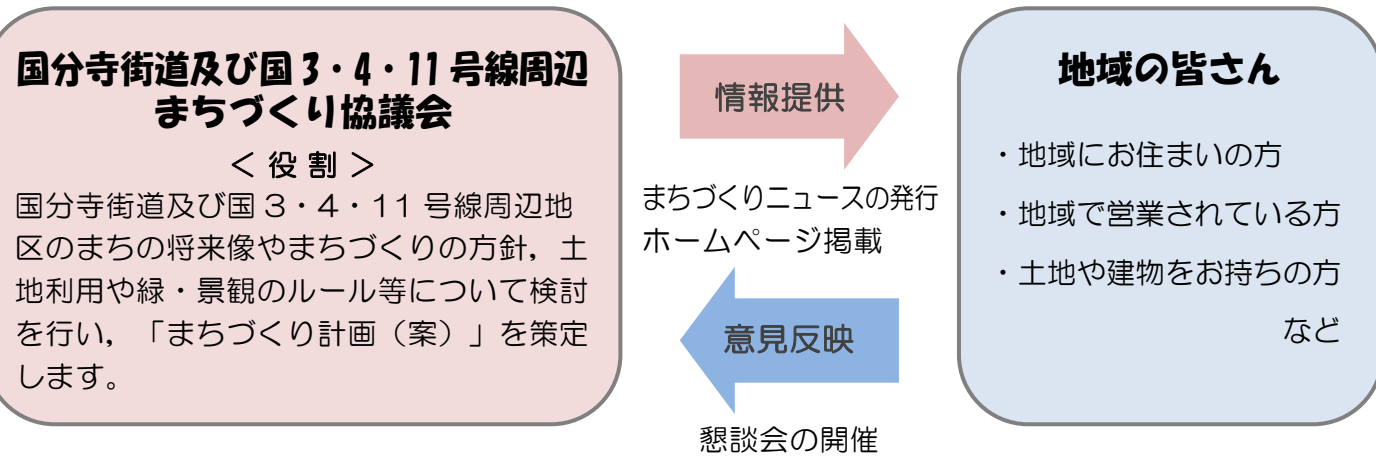 国分寺街道及び国3・4・11号線周辺
まちづくり協議会
＜ 役 割 ＞
国分寺街道及び国３・４・11 号線周辺地
区のまちの将来像やまちづくりの方針，土
地利用や緑・景観のルール等について検討
を行い，「まちづくり計画（案）」を策定
します。
情報提供
まちづくりニュースの発行
ホームページ掲載
意見反映
懇談会の開催
地域の皆さん
・地域にお住まいの方
・地域で営業されている方
・土地や建物をお持ちの方
など